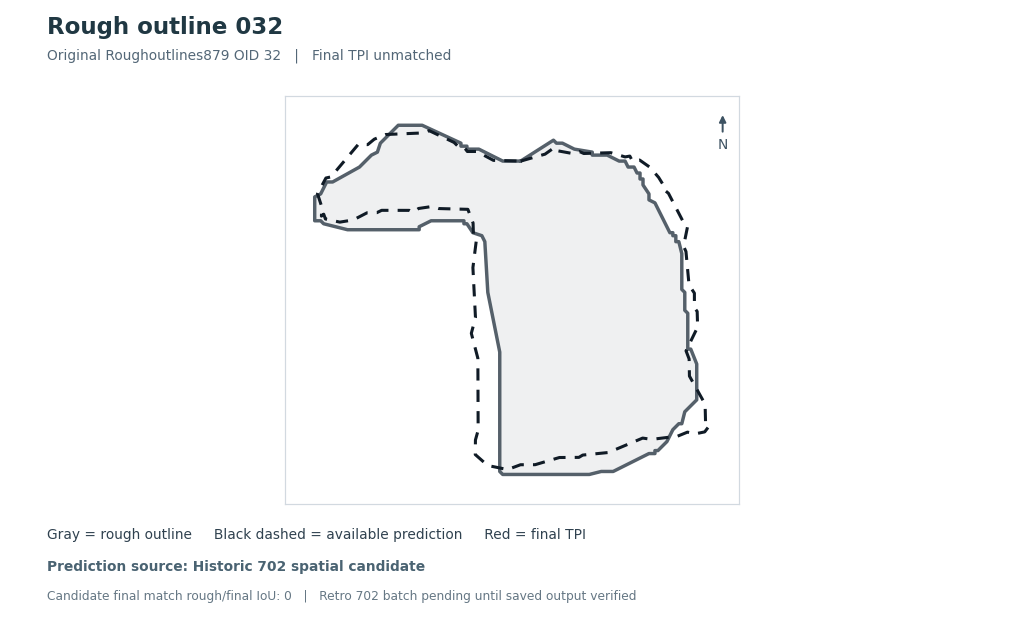 Rough outline 032
Original Roughoutlines879 OID 32   |   Final TPI unmatched
N
Gray = rough outline     Black dashed = available prediction     Red = final TPI
Prediction source: Historic 702 spatial candidate
Candidate final match rough/final IoU: 0   |   Retro 702 batch pending until saved output verified